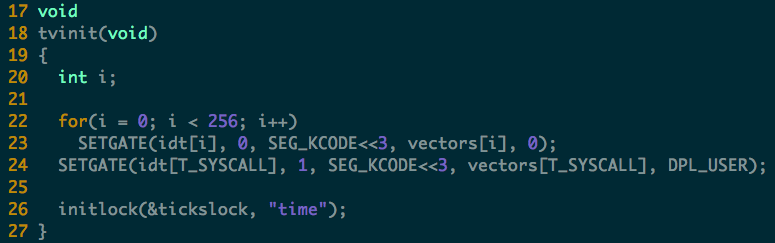 17 void
18 tvinit(void)
19 {
20   int i;
21
22   for(i = 0; i < 256; i++)
23     SETGATE(idt[i], 0, SEG_KCODE<<3, vectors[i], 0);
24   SETGATE(idt[T_SYSCALL], 1, SEG_KCODE<<3, vectors[T_SYSCALL], DPL_USER);
25
26   initlock(&tickslock, "time");
27 }